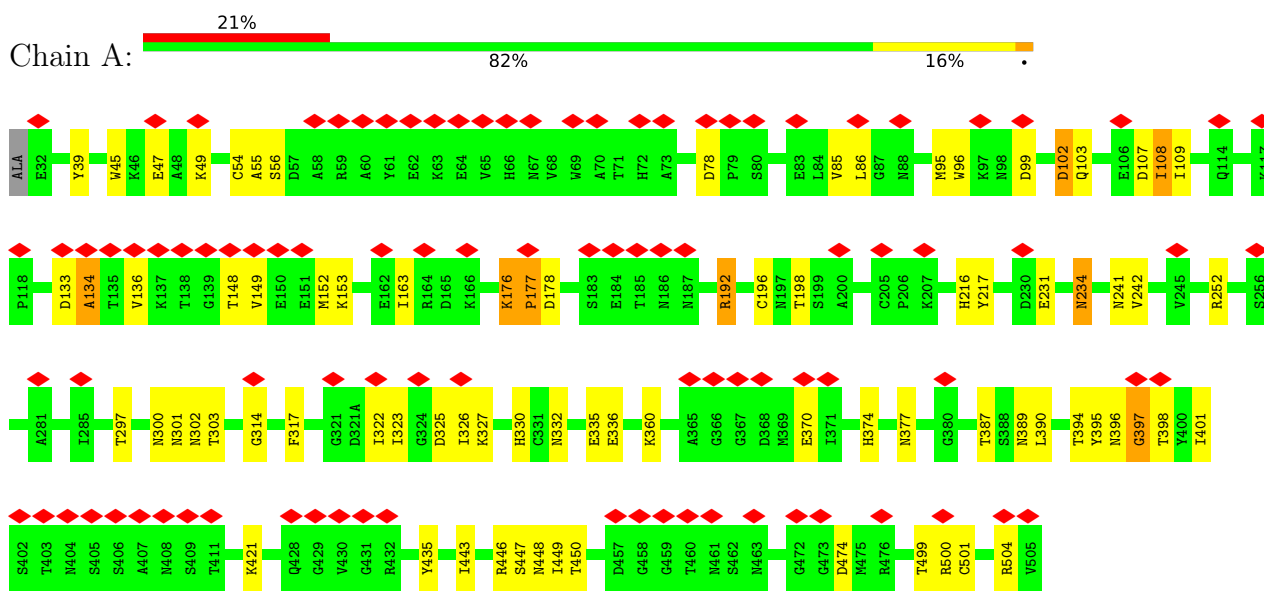 21%
Chain A:
82% 16% •
ALA E32 Y39 W45 K46 E47 A48 K49 C54 A55 S56 D57 A58 R59 A60 Y61 E62 K63 E64 V65 H66 N67 V68 W69 A70 T71 H72 A73 D78 P79 S80 E83 L84 V85 L86 G87 N88 M95 W96 K97 N98 D99 D102 Q103 E106 D107 I108 I109 Q114 K117
P118 D133 A134 T135 V136 K137 T138 G139 T148 V149 E150 E151 M152 K153 E162 I163 R164 D165 K166 K176 P177 D178 S183 E184 T185 N186 N187 R192 C196 N197 T198 S199 A200 C205 P206 K207 H216 Y217 D230 E231 N234 N241 V242 V245 R252 S256
A281 I285 T297 N300 N301 N302 T303 G314 F317 G321 D321A I322 I323 G324 D325 I326 K327 H330 C331 N332 E335 E336 K360 A365 G366 G367 D368 M369 E370 I371 H374 N377 G380 T387 S388 N389 L390 T394 Y395 N396 G397 T398 Y400 I401
S402 T403 N404 S405 S406 A407 N408 S409 T411 K421 Q428 G429 V430 G431 R432 Y435 I443 R446 S447 N448 I449 T450 D457 G458 G459 T460 N461 S462 N463 G472 G473 D474 M475 R476 T499 R500 C501 R504 V505